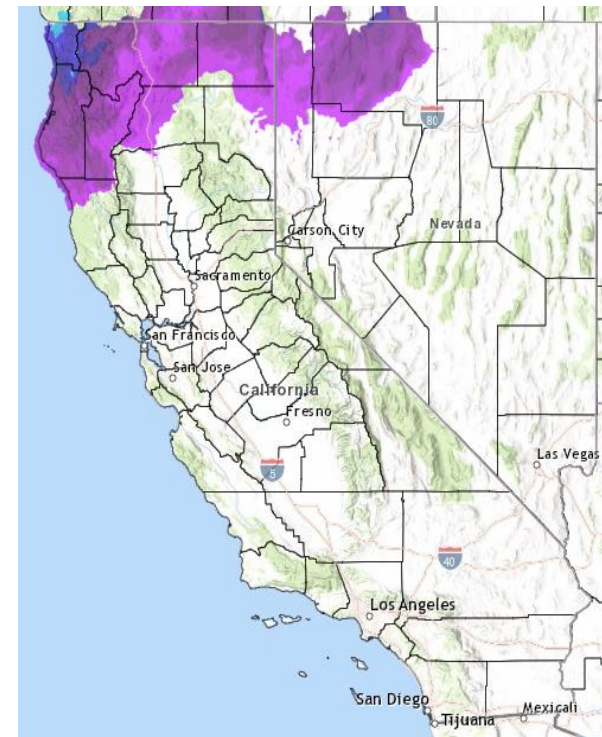 80
Nevada
Carson City
Sacramento
San Francisco
San Jose
California
Fresno
Las Vegas
5
40
Los Angeles
San Diego
Mexicali
Tijuana